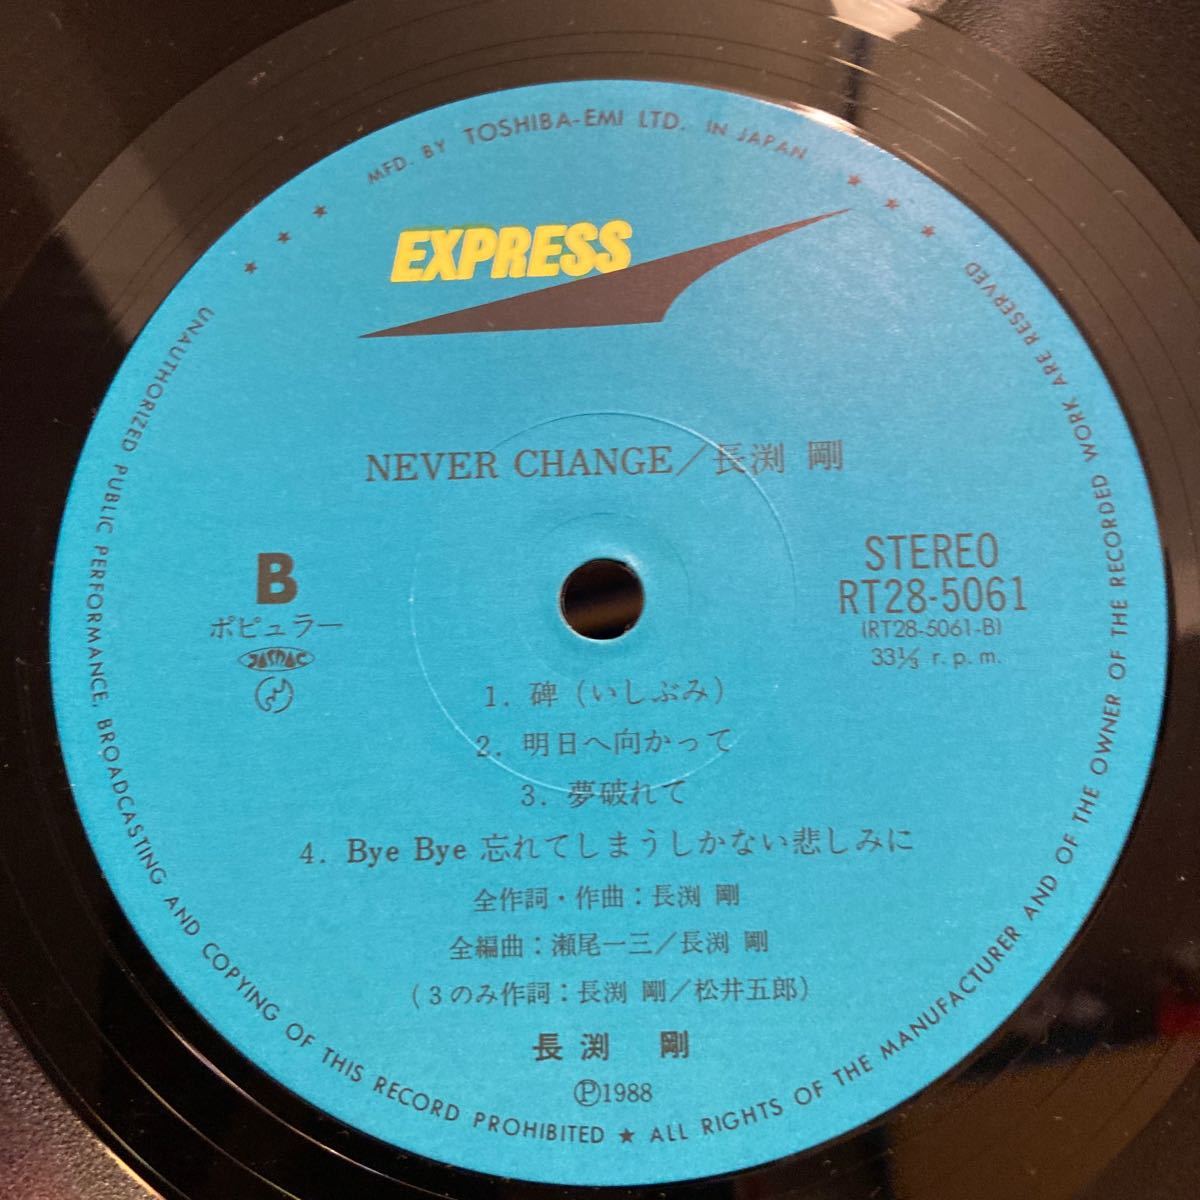 MFD. BY TOSHIBA-EMI LTD. IN JAPAN
EXPRESS
NEVER CHANGE／長渕 剛
B
ポピュラー
JASRAC
STEREO
RT28-5061
(RT28-5061-B)
33⅓ r.p.m.
1. 碑（いしぶみ）
2. 明日へ向かって
3. 夢破れて
4. Bye Bye 忘れてしまうしかない悲しみに
全作詞・作曲：長渕 剛
全編曲：瀬尾一三／長渕 剛
（3のみ作詞：長渕 剛／松井五郎）
長渕 剛
Ⓟ1988
UNAUTHORIZED PUBLIC PERFORMANCE, BROADCASTING AND COPYING OF THIS RECORD PROHIBITED ★ ALL RIGHTS OF THE MANUFACTURER AND OF THE OWNER OF THE RECORDED WORK ARE RESERVED